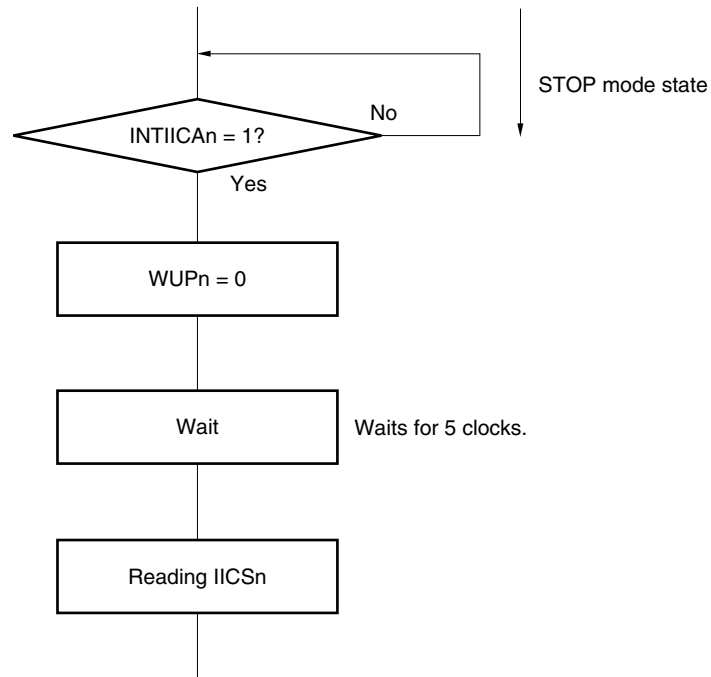 STOP mode state
No
INTIICAn = 1?
Yes
WUPn = 0
Wait
Waits for 5 clocks.
Reading IICSn